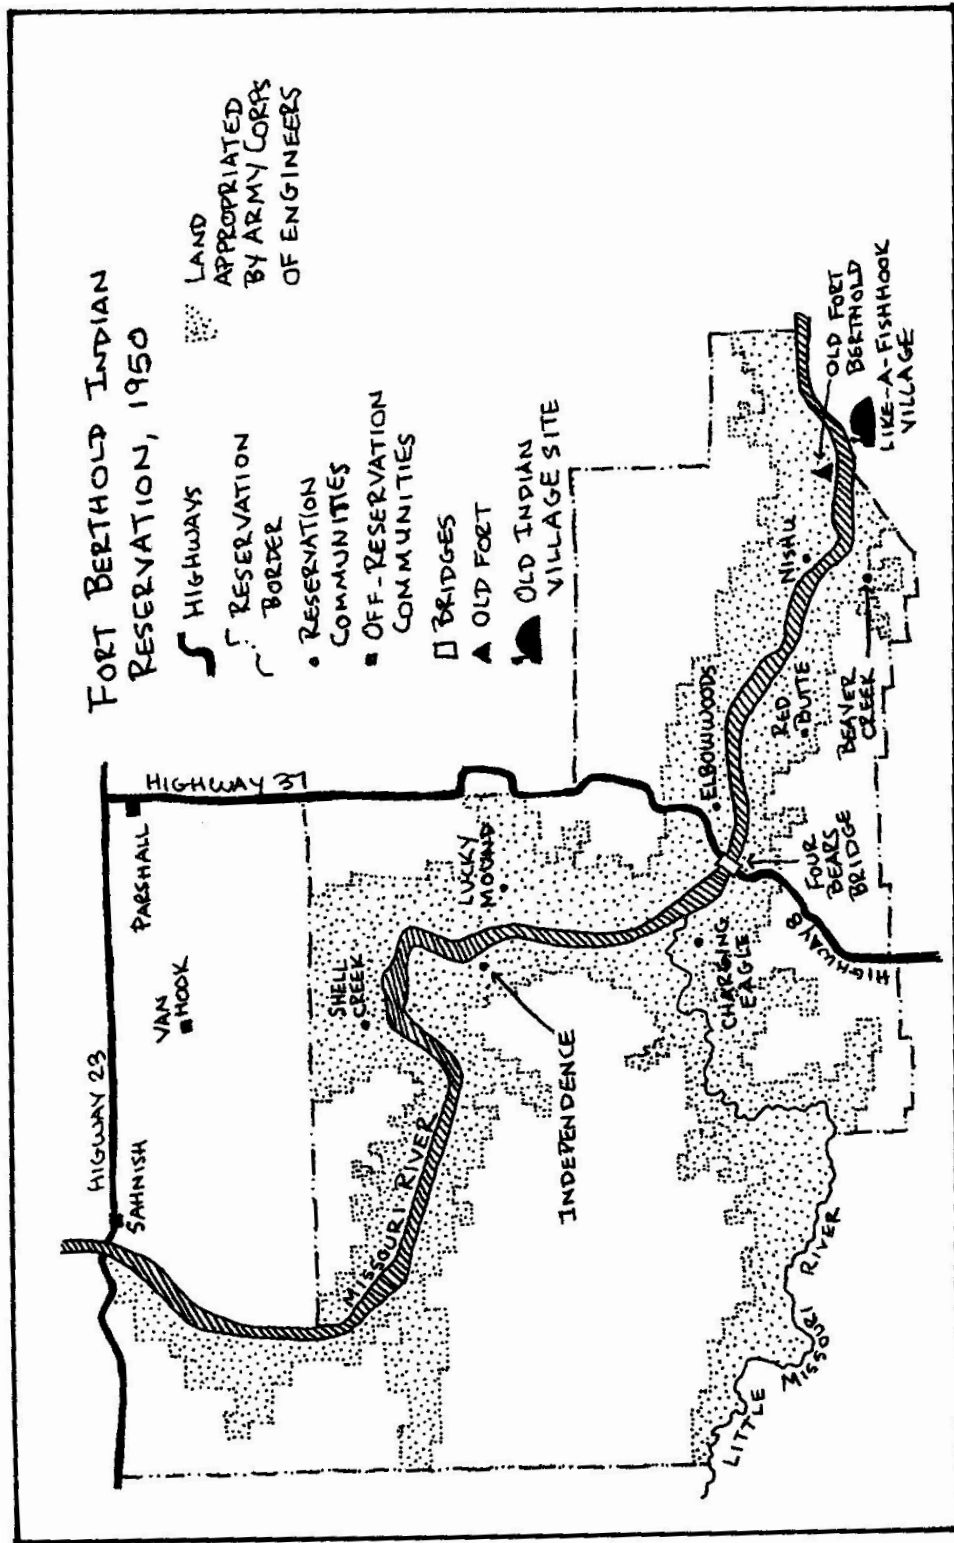 FORT BERTHOLD INDIAN
RESERVATION, 1950
HIGHWAYS
RESERVATION
BORDER
RESERVATION
COMMUNITIES
OFF-RESERVATION
COMMUNITIES
BRIDGES
OLD FORT
OLD INDIAN
VILLAGE SITE
LAND
APPROPRIATED
BY ARMY CORPS
OF ENGINEERS
HIGWAY 23
SAHNISH
VAN
HOOK
PARSHALL
HIGHWAY 37
MISSOURI RIVER
SHELL
CREEK
LUCKY
MOUND
INDEPENDENCE
ELBOWWOODS
CHARGING
EAGLE
FOUR
BEARS
BRIDGE
HIGHWAY 8
RED
BUTTE
NISHU
BEAVER
CREEK
OLD FORT
BERTHOLD
LIKE-A-FISHHOOK
VILLAGE
LITTLE
MISSOURI
RIVER